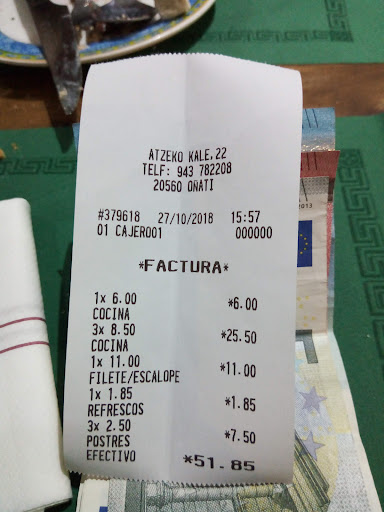 ATZEKO KALE,22
TELF: 943 782208
20560 OÑATI
#379618 27/10/2018 15:57
01 CAJERO01 000000
*FACTURA*
1x 6.00
COCINA *6.00
3x 8.50
COCINA *25.50
1x 11.00
FILETE/ESCALOPE *11.00
1x 1.85
REFRESCOS *1.85
3x 2.50
POSTRES *7.50
EFECTIVO *51.85